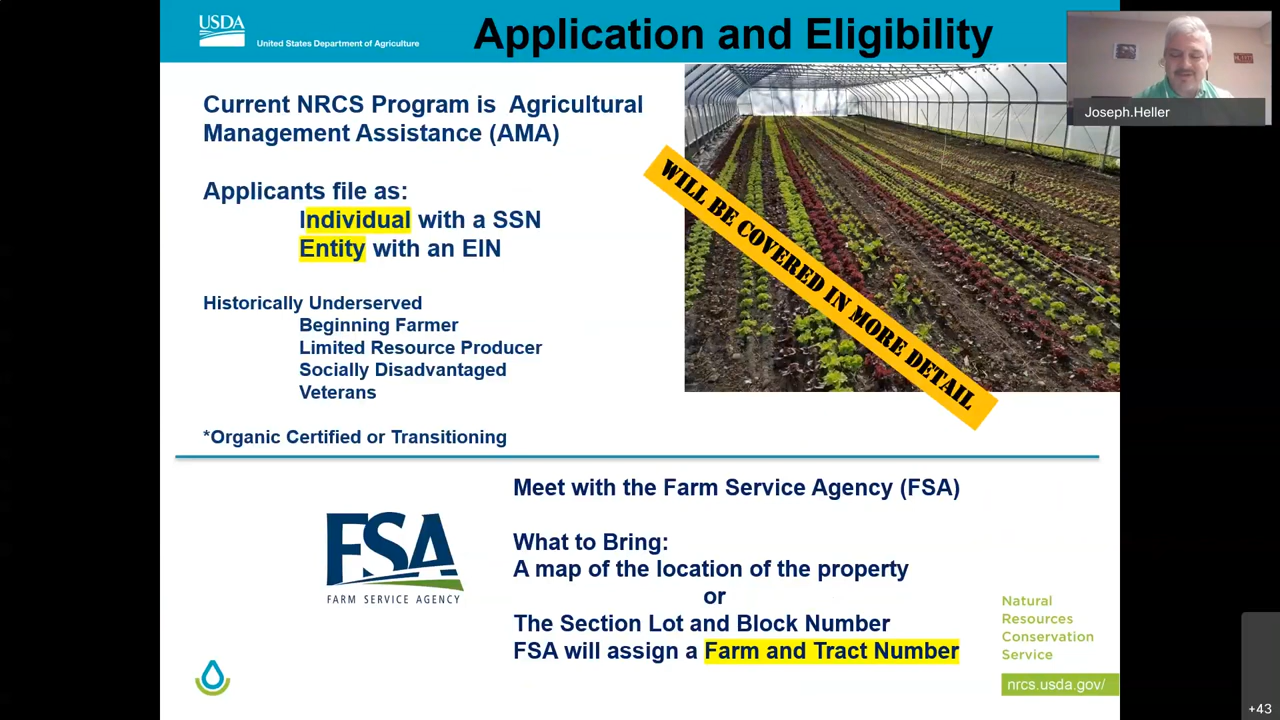 USDA
United States Department of Agriculture
Application and Eligibility
Joseph.Heller
Current NRCS Program is Agricultural
Management Assistance (AMA)
Applicants file as:
Individual with a SSN
Entity with an EIN
Historically Underserved
Beginning Farmer
Limited Resource Producer
Socially Disadvantaged
Veterans
*Organic Certified or Transitioning
WILL BE COVERED IN MORE DETAIL
FSA
FARM SERVICE AGENCY
Meet with the Farm Service Agency (FSA)
What to Bring:
A map of the location of the property
or
The Section Lot and Block Number
FSA will assign a Farm and Tract Number
Natural
Resources
Conservation
Service
nrcs.usda.gov/
+43